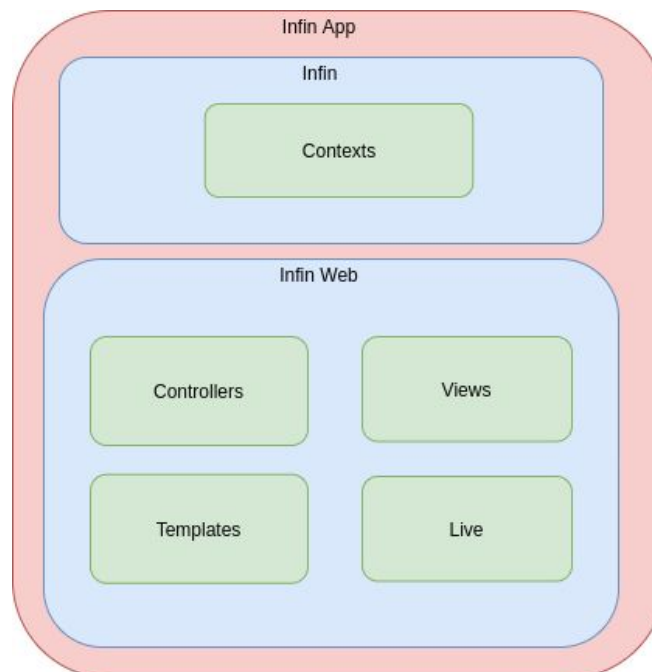 Infin App
Infin
Contexts
Infin Web
Controllers
Views
Templates
Live